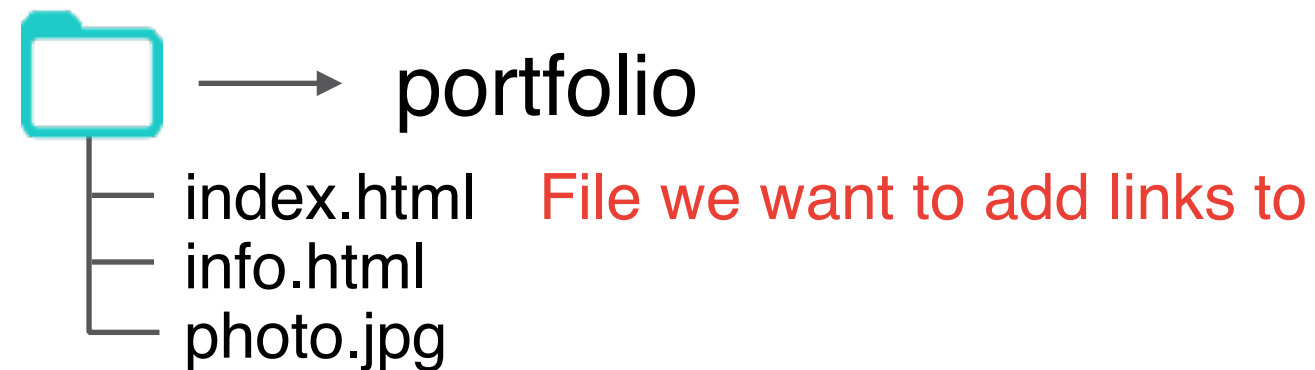 portfolio
index.html File we want to add links to
info.html
photo.jpg